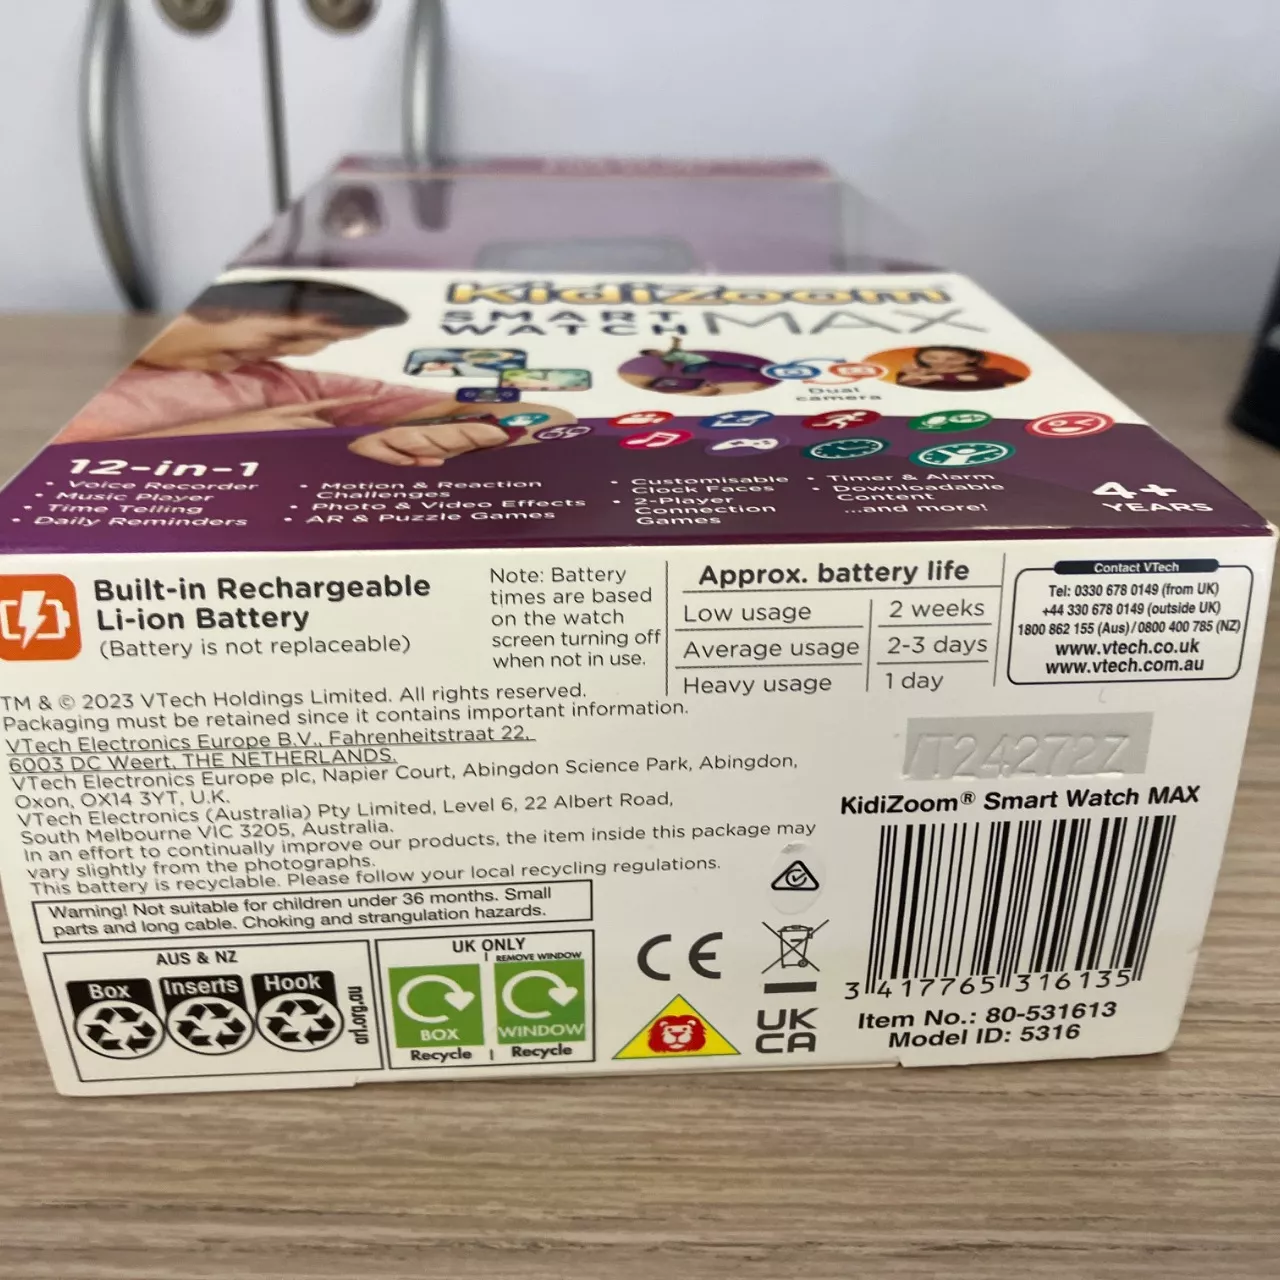 KidiZoom
SMART
WATCH MAX
Dual
camera
12-in-1
• Voice Recorder
• Music Player
• Time Telling
• Daily Reminders
• Motion & Reaction
Challenges
• Photo & Video Effects
• AR & Puzzle Games
• Customisable
Clock Faces
• 2-Player
Connection
Games
• Timer & Alarm
• Downloadable
Content
...and more!
4+
YEARS
Built-in Rechargeable
Li-ion Battery
(Battery is not replaceable)
Note: Battery
times are based
on the watch
screen turning off
when not in use.
Approx. battery life
Low usage 2 weeks
Average usage 2-3 days
Heavy usage 1 day
Contact VTech
Tel: 0330 678 0149 (from UK)
+44 330 678 0149 (outside UK)
1800 862 155 (Aus)/0800 400 785 (NZ)
www.vtech.co.uk
www.vtech.com.au
TM & © 2023 VTech Holdings Limited. All rights reserved.
Packaging must be retained since it contains important information.
VTech Electronics Europe B.V., Fahrenheitstraat 22,
6003 DC Weert, THE NETHERLANDS.
VTech Electronics Europe plc, Napier Court, Abingdon Science Park, Abingdon,
Oxon, OX14 3YT, U.K.
VTech Electronics (Australia) Pty Limited, Level 6, 22 Albert Road,
South Melbourne VIC 3205, Australia.
In an effort to continually improve our products, the item inside this package may
vary slightly from the photographs.
This battery is recyclable. Please follow your local recycling regulations.
Warning! Not suitable for children under 36 months. Small
parts and long cable. Choking and strangulation hazards.
AUS & NZ
Box
Inserts
Hook
arl.org.au
UK ONLY
REMOVE WINDOW
BOX
WINDOW
Recycle
Recycle
CE
UK
CA
VT24272Z
KidiZoom® Smart Watch MAX
3 417765 316135
Item No.: 80-531613
Model ID: 5316